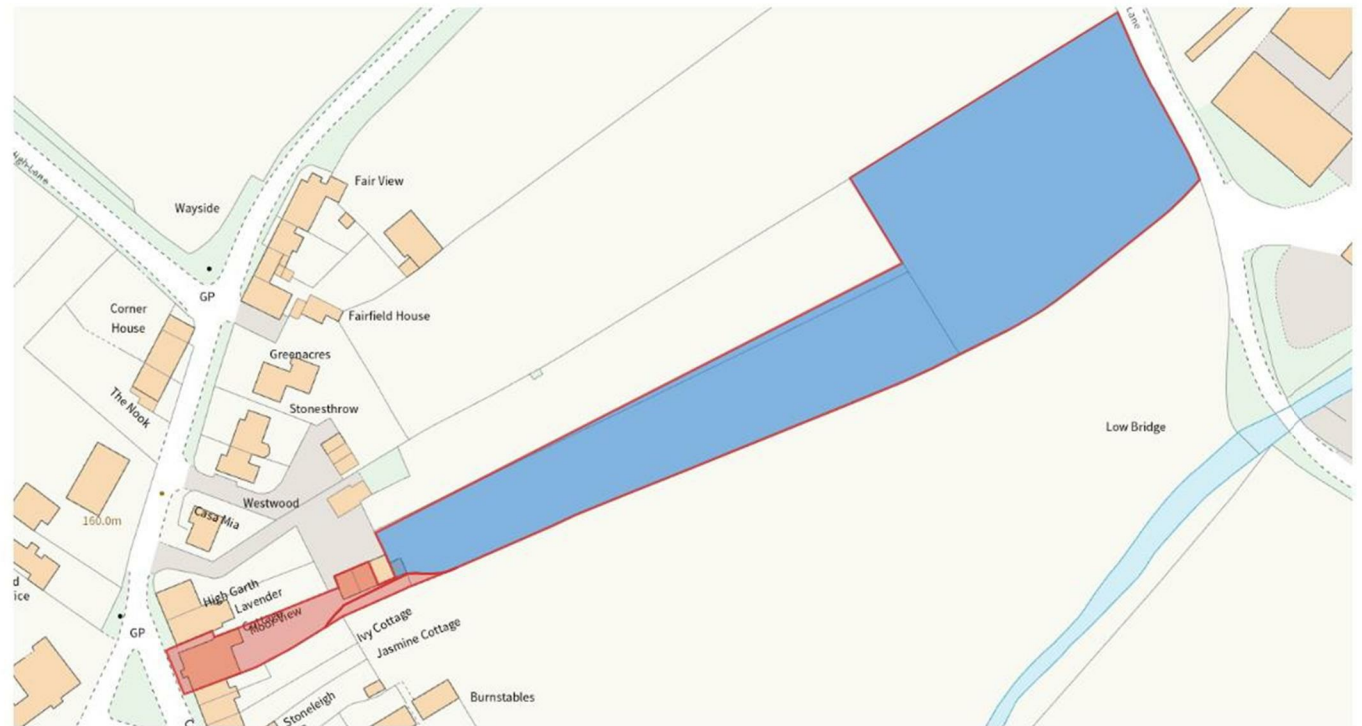 Lane
High Lane
Fair View
Wayside
GP
Corner
House
Fairfield House
Greenacres
The Nook
Stonesthrow
Low Bridge
Westwood
Casa Mia
160.0m
High Garth
Lavender
Cottage
Moor View
Ivy Cottage
Jasmine Cottage
GP
Burnstables
Stoneleigh